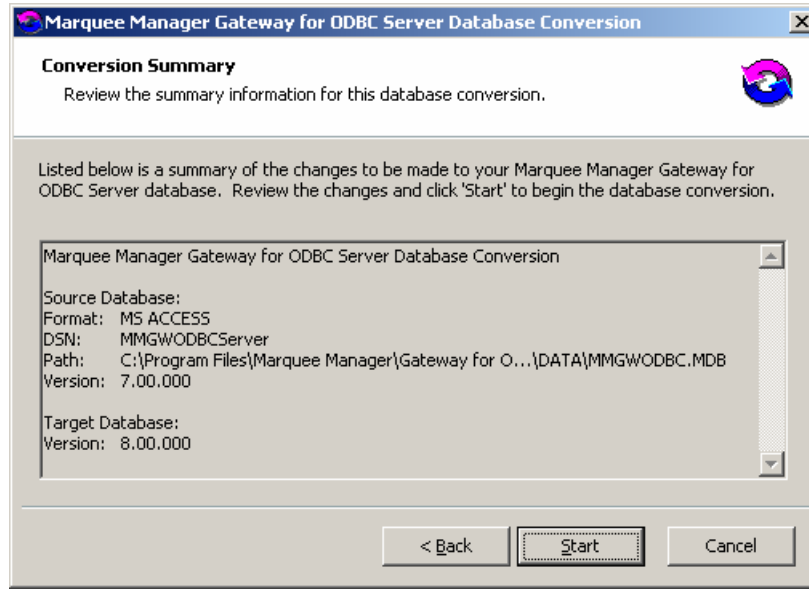 Marquee Manager Gateway for ODBC Server Database Conversion
Conversion Summary
Review the summary information for this database conversion.
Listed below is a summary of the changes to be made to your Marquee Manager Gateway for
ODBC Server database. Review the changes and click 'Start' to begin the database conversion.
Marquee Manager Gateway for ODBC Server Database Conversion
Source Database:
Format: MS ACCESS
DSN: MMGWODBCServer
Path: C:\Program Files\Marquee Manager\Gateway for O...\DATA\MMGWODBC.MDB
Version: 7.00.000
Target Database:
Version: 8.00.000
< Back Start Cancel